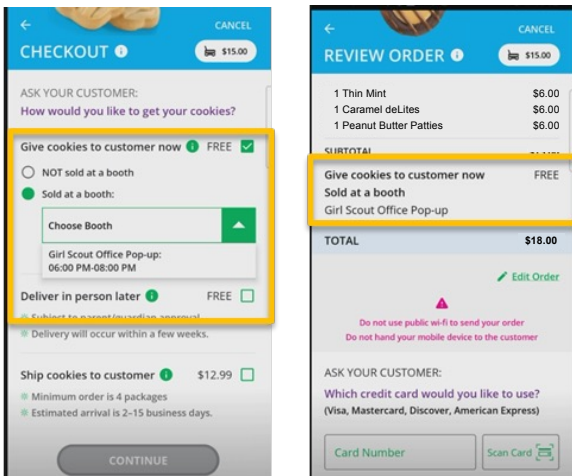 CANCEL
CHECKOUT
$15.00
ASK YOUR CUSTOMER:
How would you like to get your cookies?
Give cookies to customer now FREE
NOT sold at a booth
Sold at a booth:
Choose Booth
Girl Scout Office Pop-up:
06:00 PM-08:00 PM
Deliver in person later FREE
Subject to parent/guardian approval
Delivery will occur within a few weeks.
Ship cookies to customer $12.99
Minimum order is 4 packages
Estimated arrival is 2-15 business days.
CONTINUE
CANCEL
REVIEW ORDER
$15.00
1 Thin Mint $6.00
1 Caramel deLites $6.00
1 Peanut Butter Patties $6.00
SUBTOTAL
Give cookies to customer now FREE
Sold at a booth
Girl Scout Office Pop-up
TOTAL $18.00
Edit Order
Do not use public wi-fi to send your order
Do not hand your mobile device to the customer
ASK YOUR CUSTOMER:
Which credit card would you like to use?
(Visa, Mastercard, Discover, American Express)
Card Number Scan Card